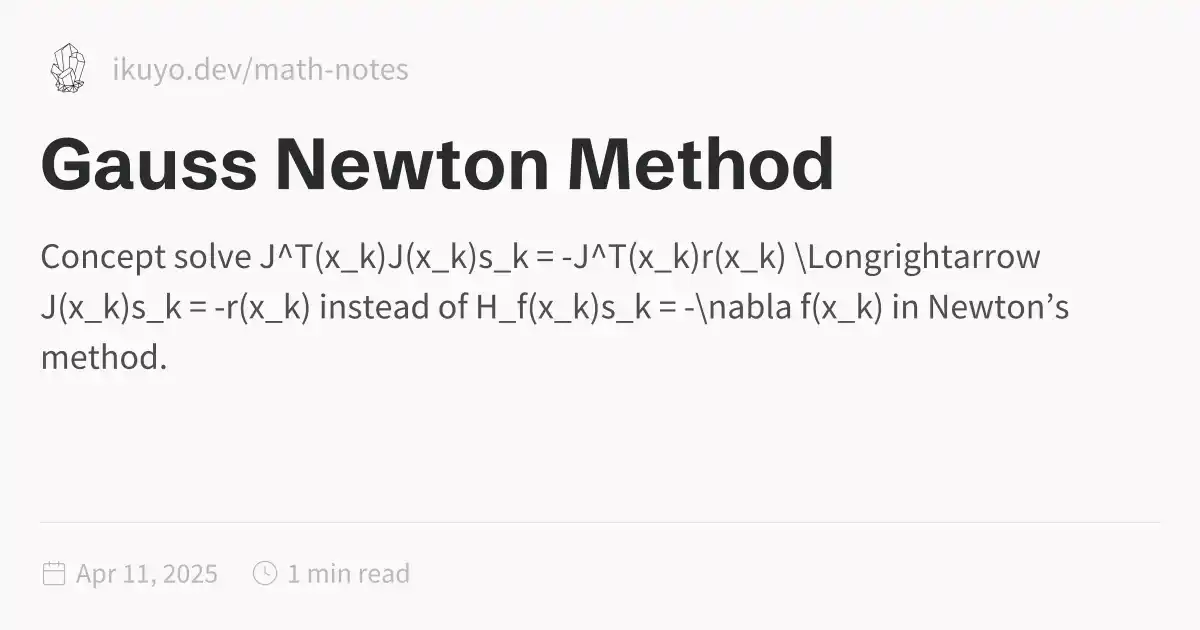 ikuyo.dev/math-notes
Gauss Newton Method
Concept solve J^T(x_k)J(x_k)s_k = -J^T(x_k)r(x_k) \Longrightarrow
J(x_k)s_k = -r(x_k) instead of H_f(x_k)s_k = -\nabla f(x_k) in Newton’s
method.
Apr 11, 2025 1 min read